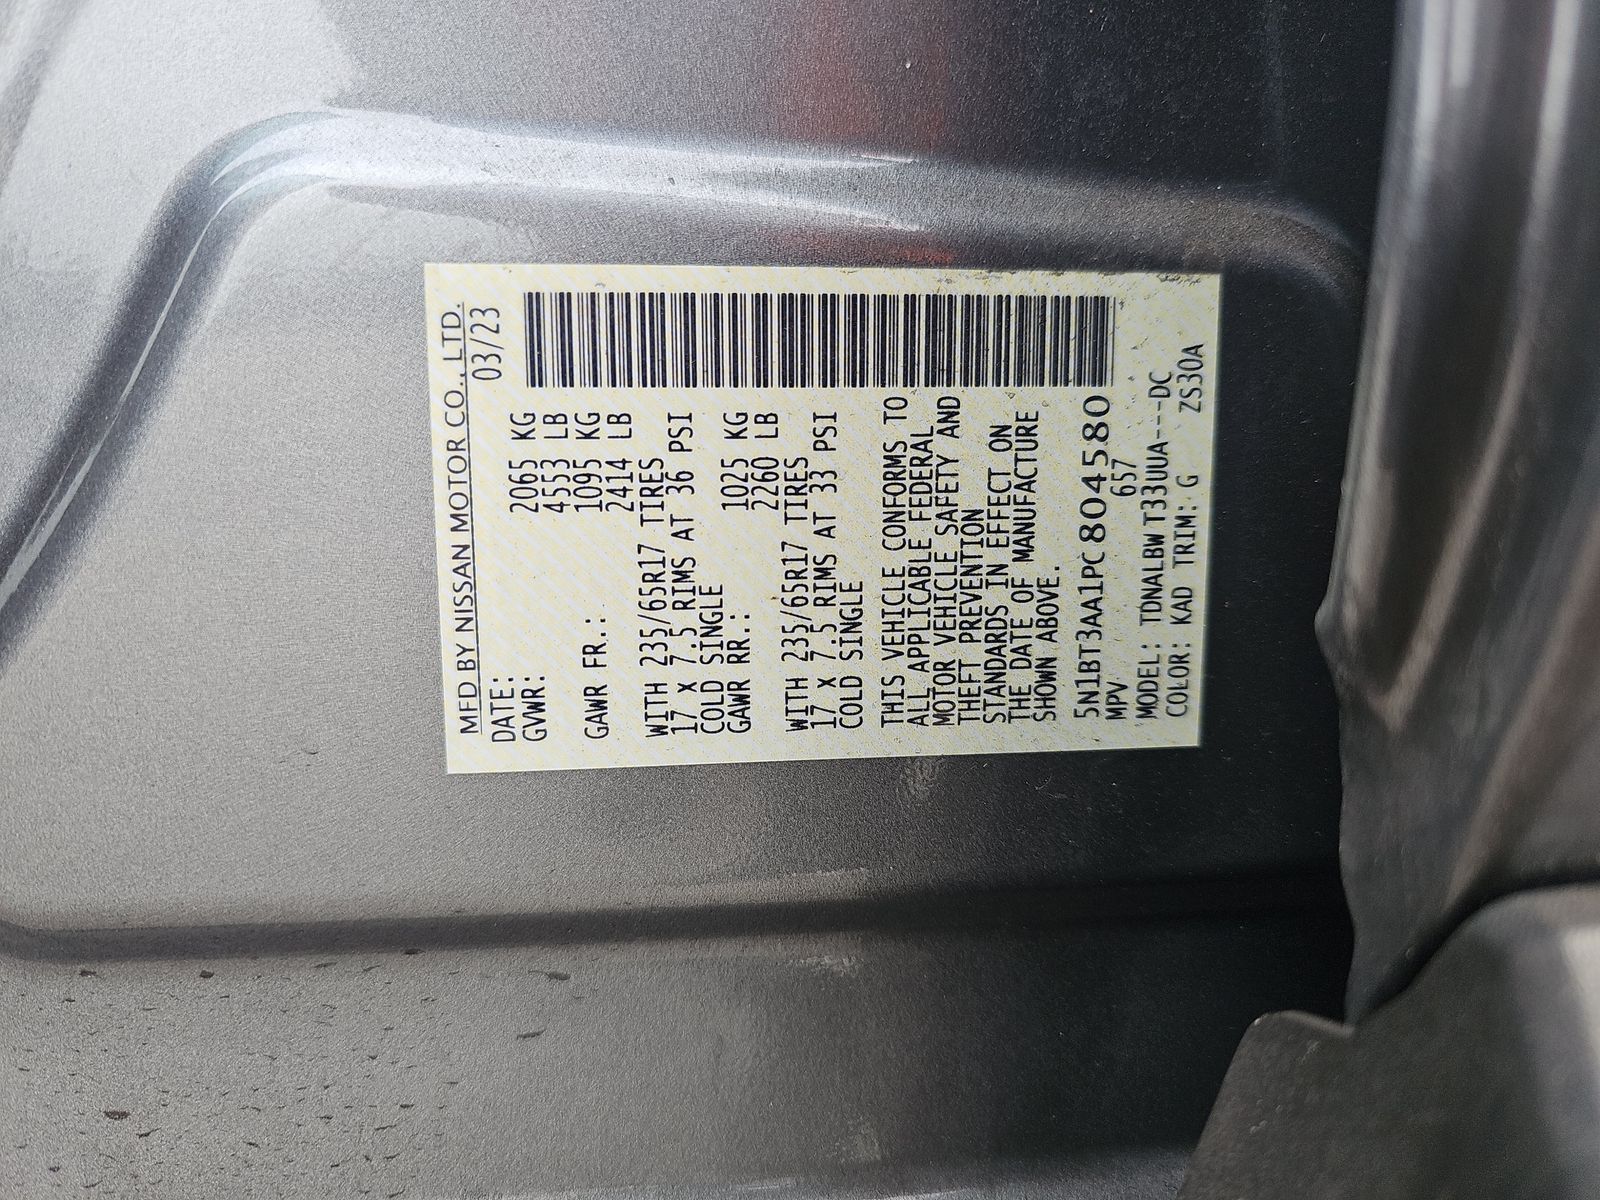 MFD BY NISSAN MOTOR CO., LTD.
DATE: 03/23
GVWR: 2065 KG
4553 LB
GAWR FR.: 1095 KG
2414 LB
WITH 235/65R17 TIRES
17 x 7.5 RIMS AT 36 PSI
COLD SINGLE
GAWR RR.: 1025 KG
2260 LB
WITH 235/65R17 TIRES
17 x 7.5 RIMS AT 33 PSI
COLD SINGLE
THIS VEHICLE CONFORMS TO
ALL APPLICABLE FEDERAL
MOTOR VEHICLE SAFETY AND
THEFT PREVENTION
STANDARDS IN EFFECT ON
THE DATE OF MANUFACTURE
SHOWN ABOVE.
5N1BT3AA1PC804580
MPV 657
MODEL: TDNALBW T33UUA---DC
COLOR: KAD TRIM: G ZS30A